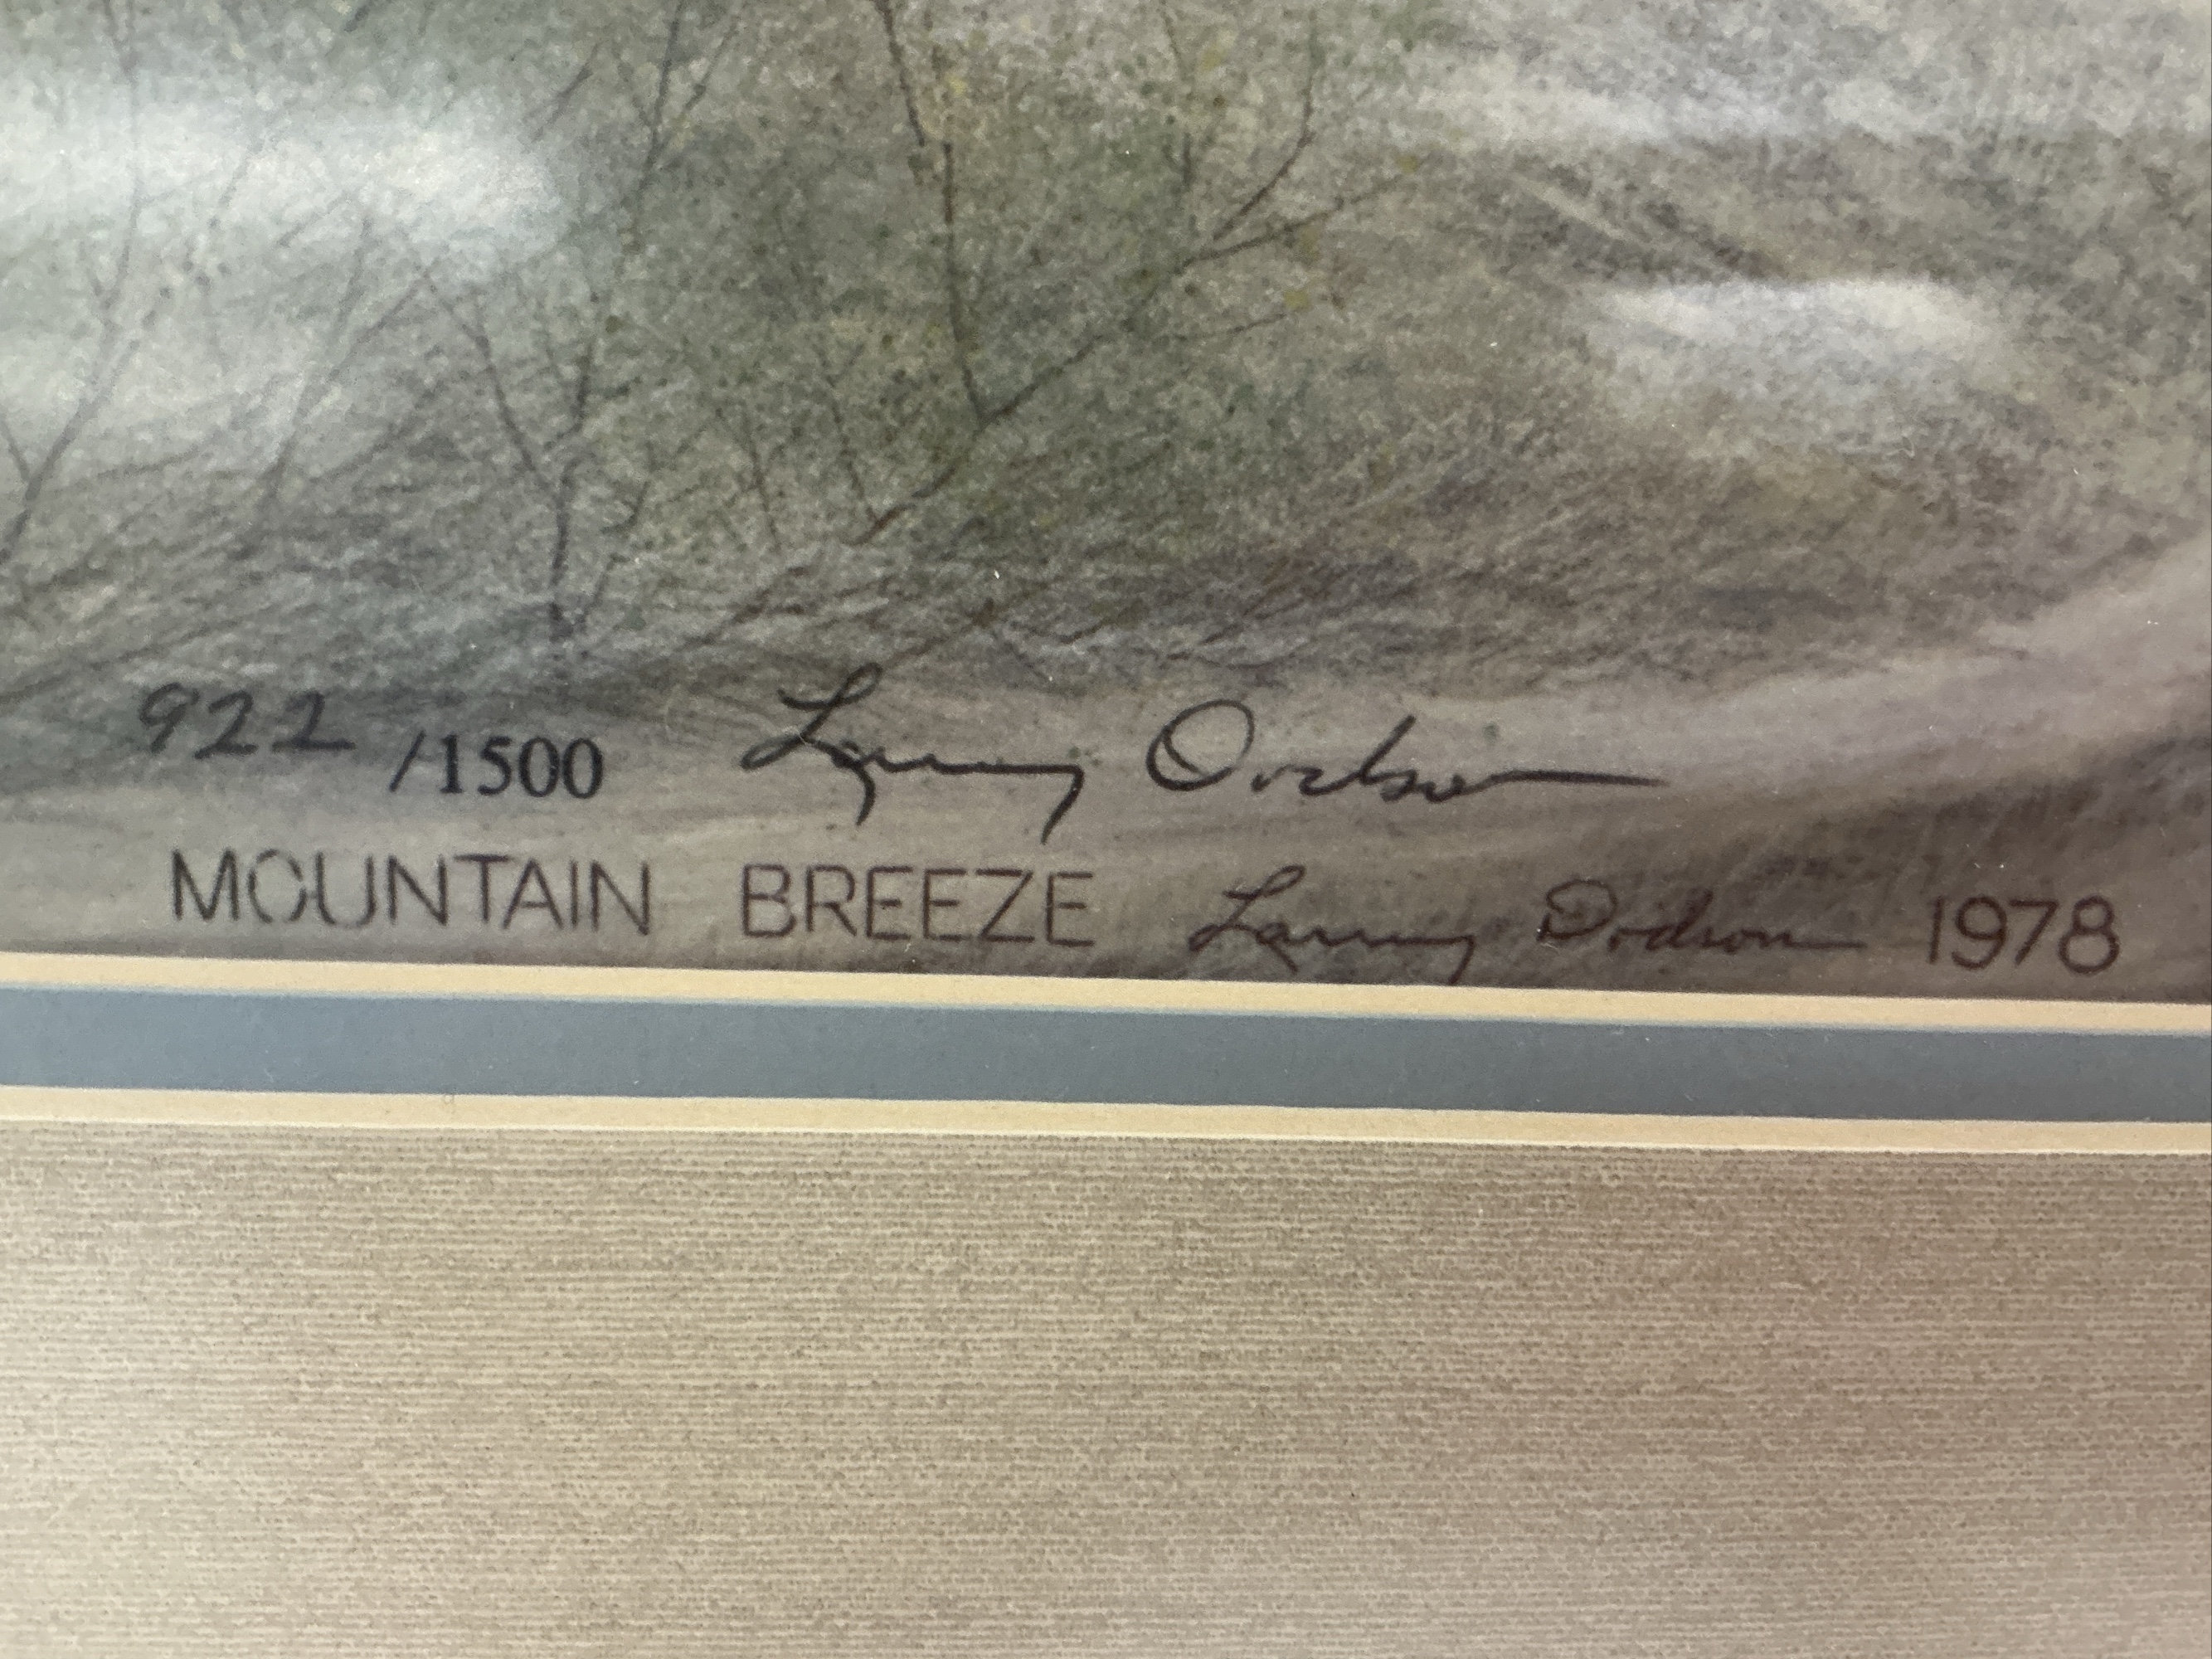 922 /1500 Larry Dodson
MOUNTAIN BREEZE Larry Dodson 1978